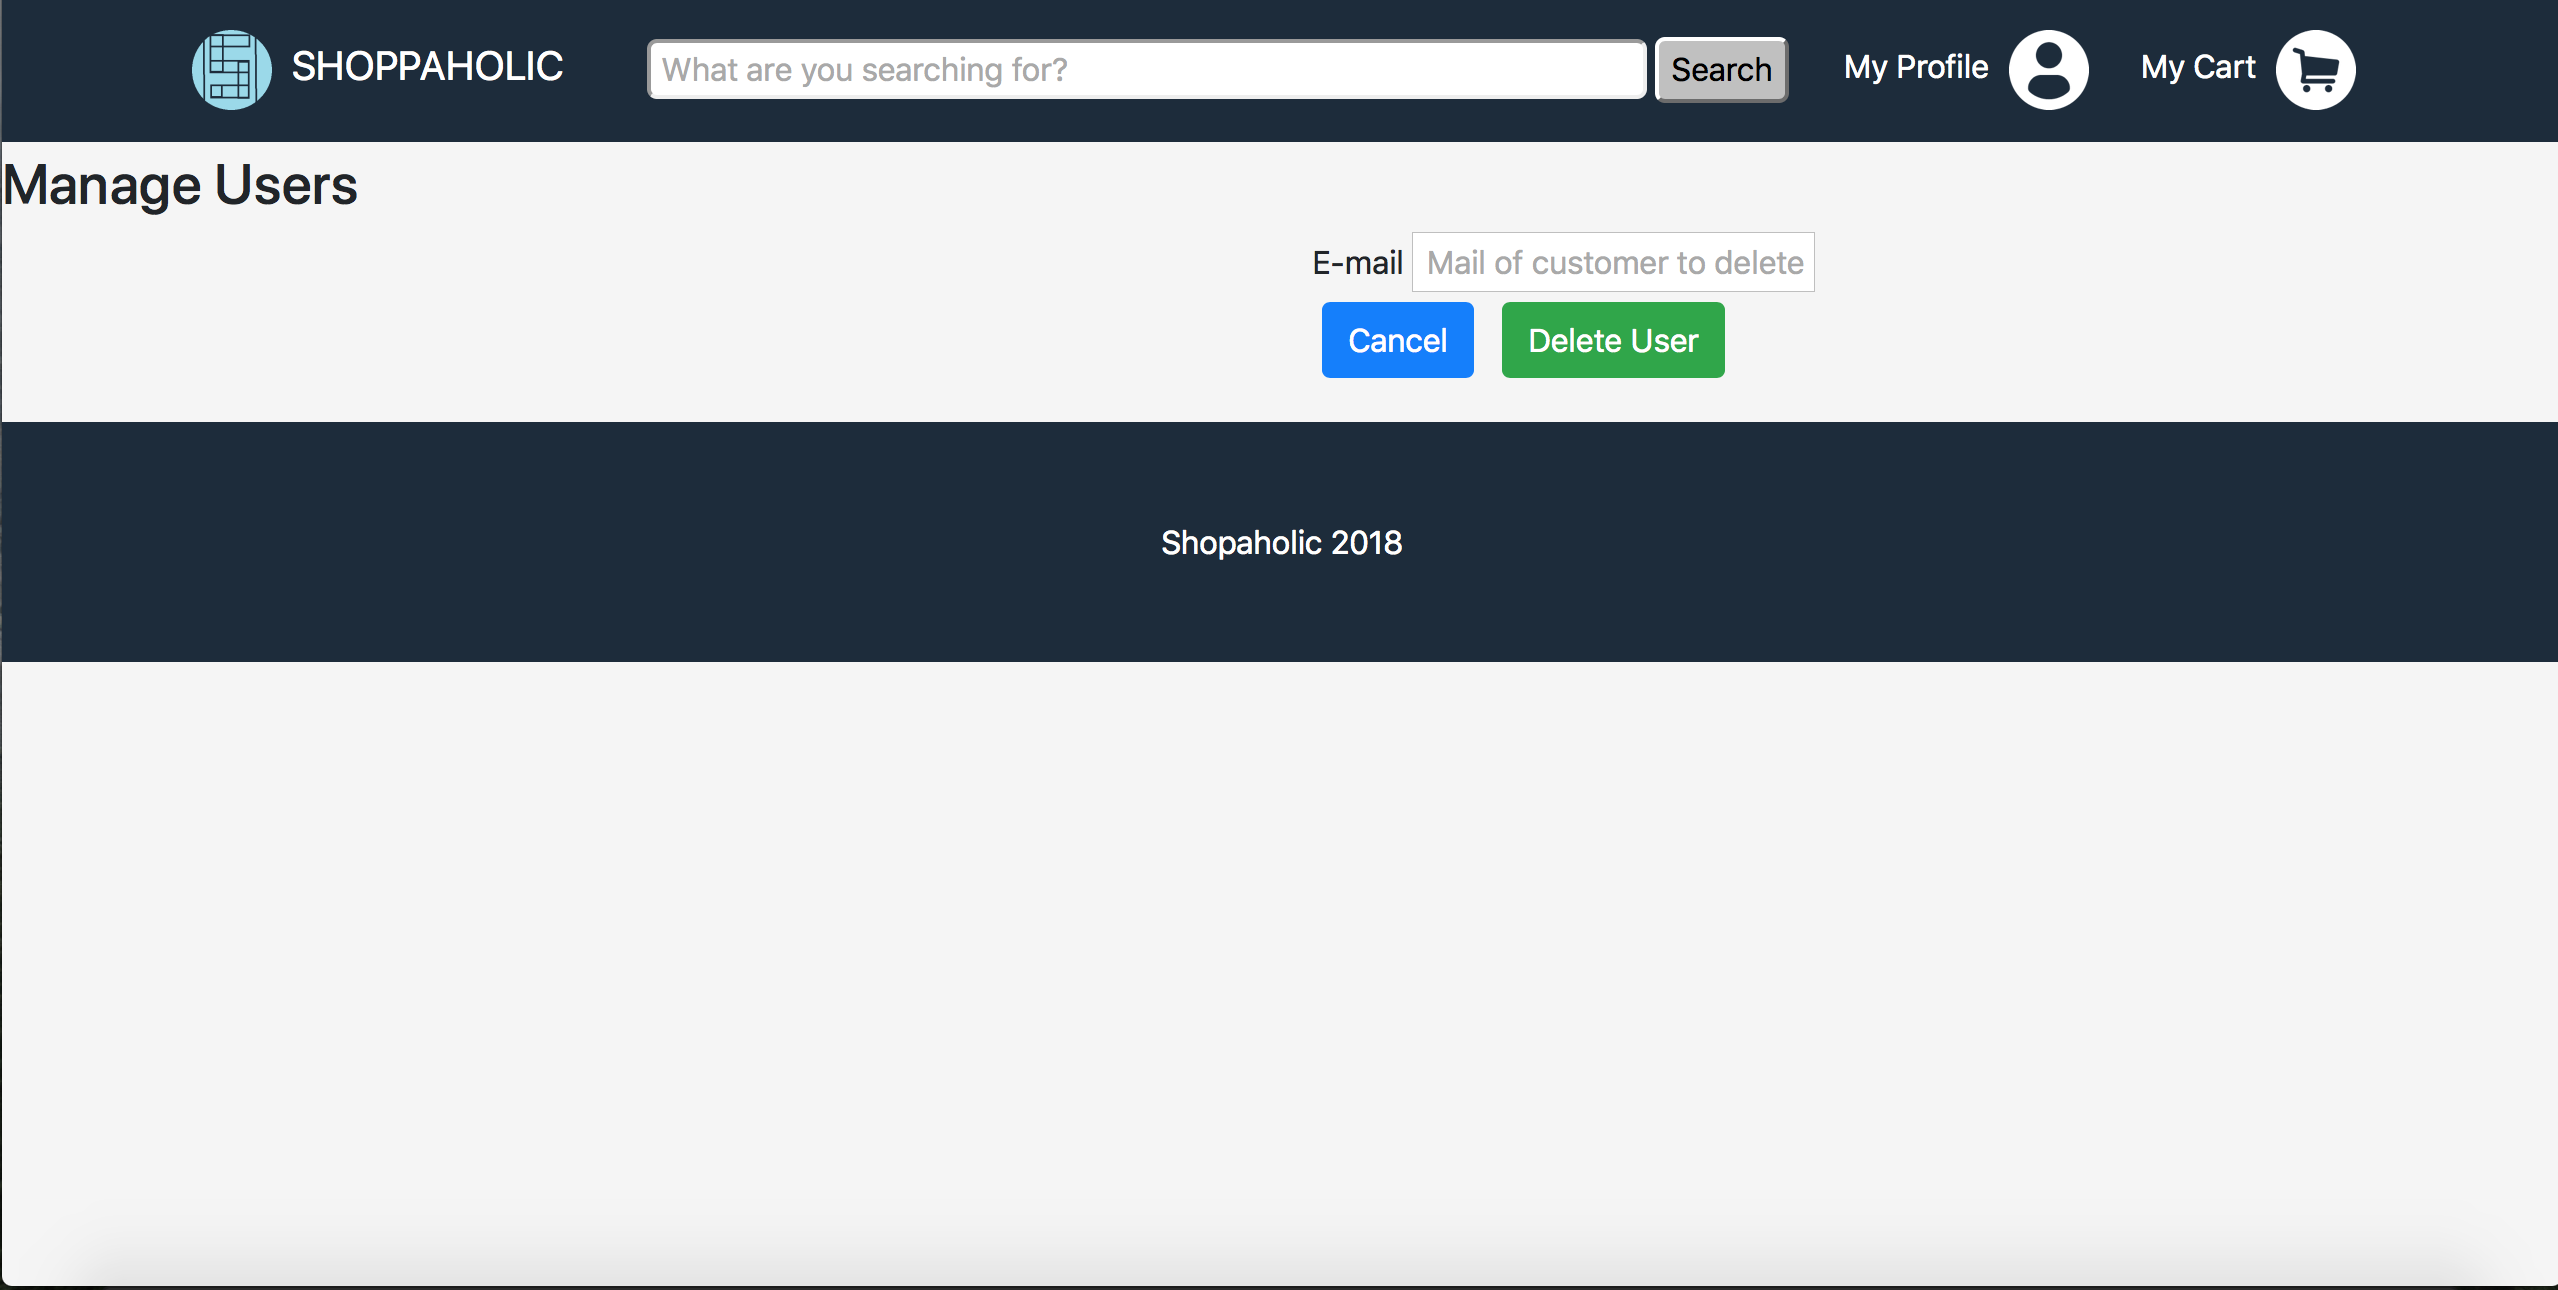 SHOPPAHOLIC
What are you searching for?
Search
My Profile
My Cart
Manage Users
E-mail
Mail of customer to delete
Cancel
Delete User
Shopaholic 2018